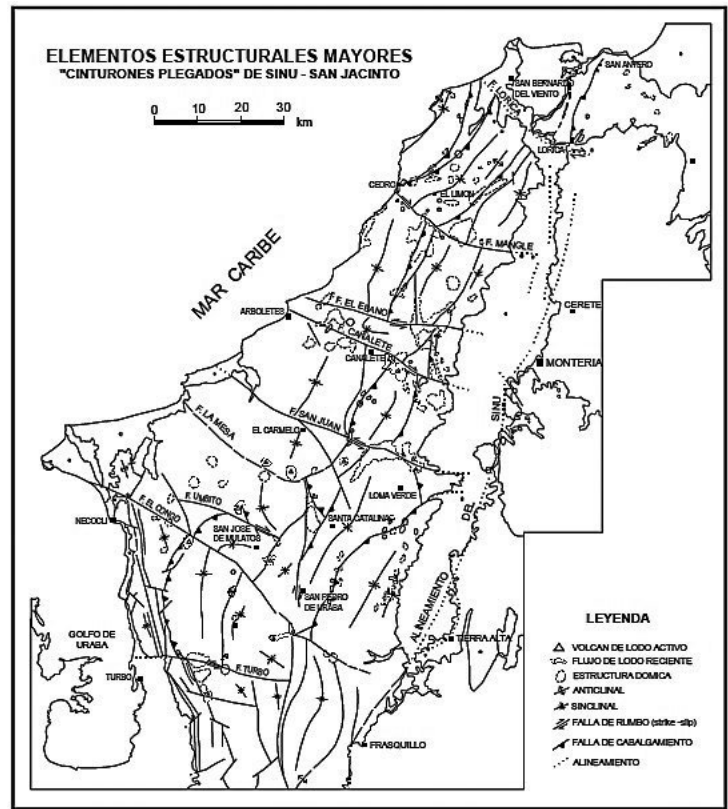 ELEMENTOS ESTRUCTURALES MAYORES
"CINTURONES PLEGADOS" DE SINU - SAN JACINTO
0 10 20 30
km
SAN ANTERO
SAN BERNARDO
DEL VIENTO
F. LORICA
LORICA
CEDRO
EL LIMON
F. MANGLE
MAR CARIBE
F. F. EL EBANO
ARBOLETES
F. CANALETE
CANALETE
CERETE
MONTERIA
F. SAN JUAN
F. LA MESA
EL CARMELO
LOMA VERDE
F. UMBITO
F. EL CONGO
NECOCLI
SANTA CATALINA
SAN JOSE
DE MULATOS
SAN PEDRO
DE URABA
ALINEAMIENTO DEL SINU
TIERRA ALTA
GOLFO DE
URABA
TURBO
F. TURBO
FRASQUILLO
LEYENDA
VOLCAN DE LODO ACTIVO
FLUJO DE LODO RECIENTE
ESTRUCTURA DOMICA
ANTICLINAL
SINCLINAL
FALLA DE RUMBO (strike -slip)
FALLA DE CABALGAMIENTO
ALINEAMIENTO